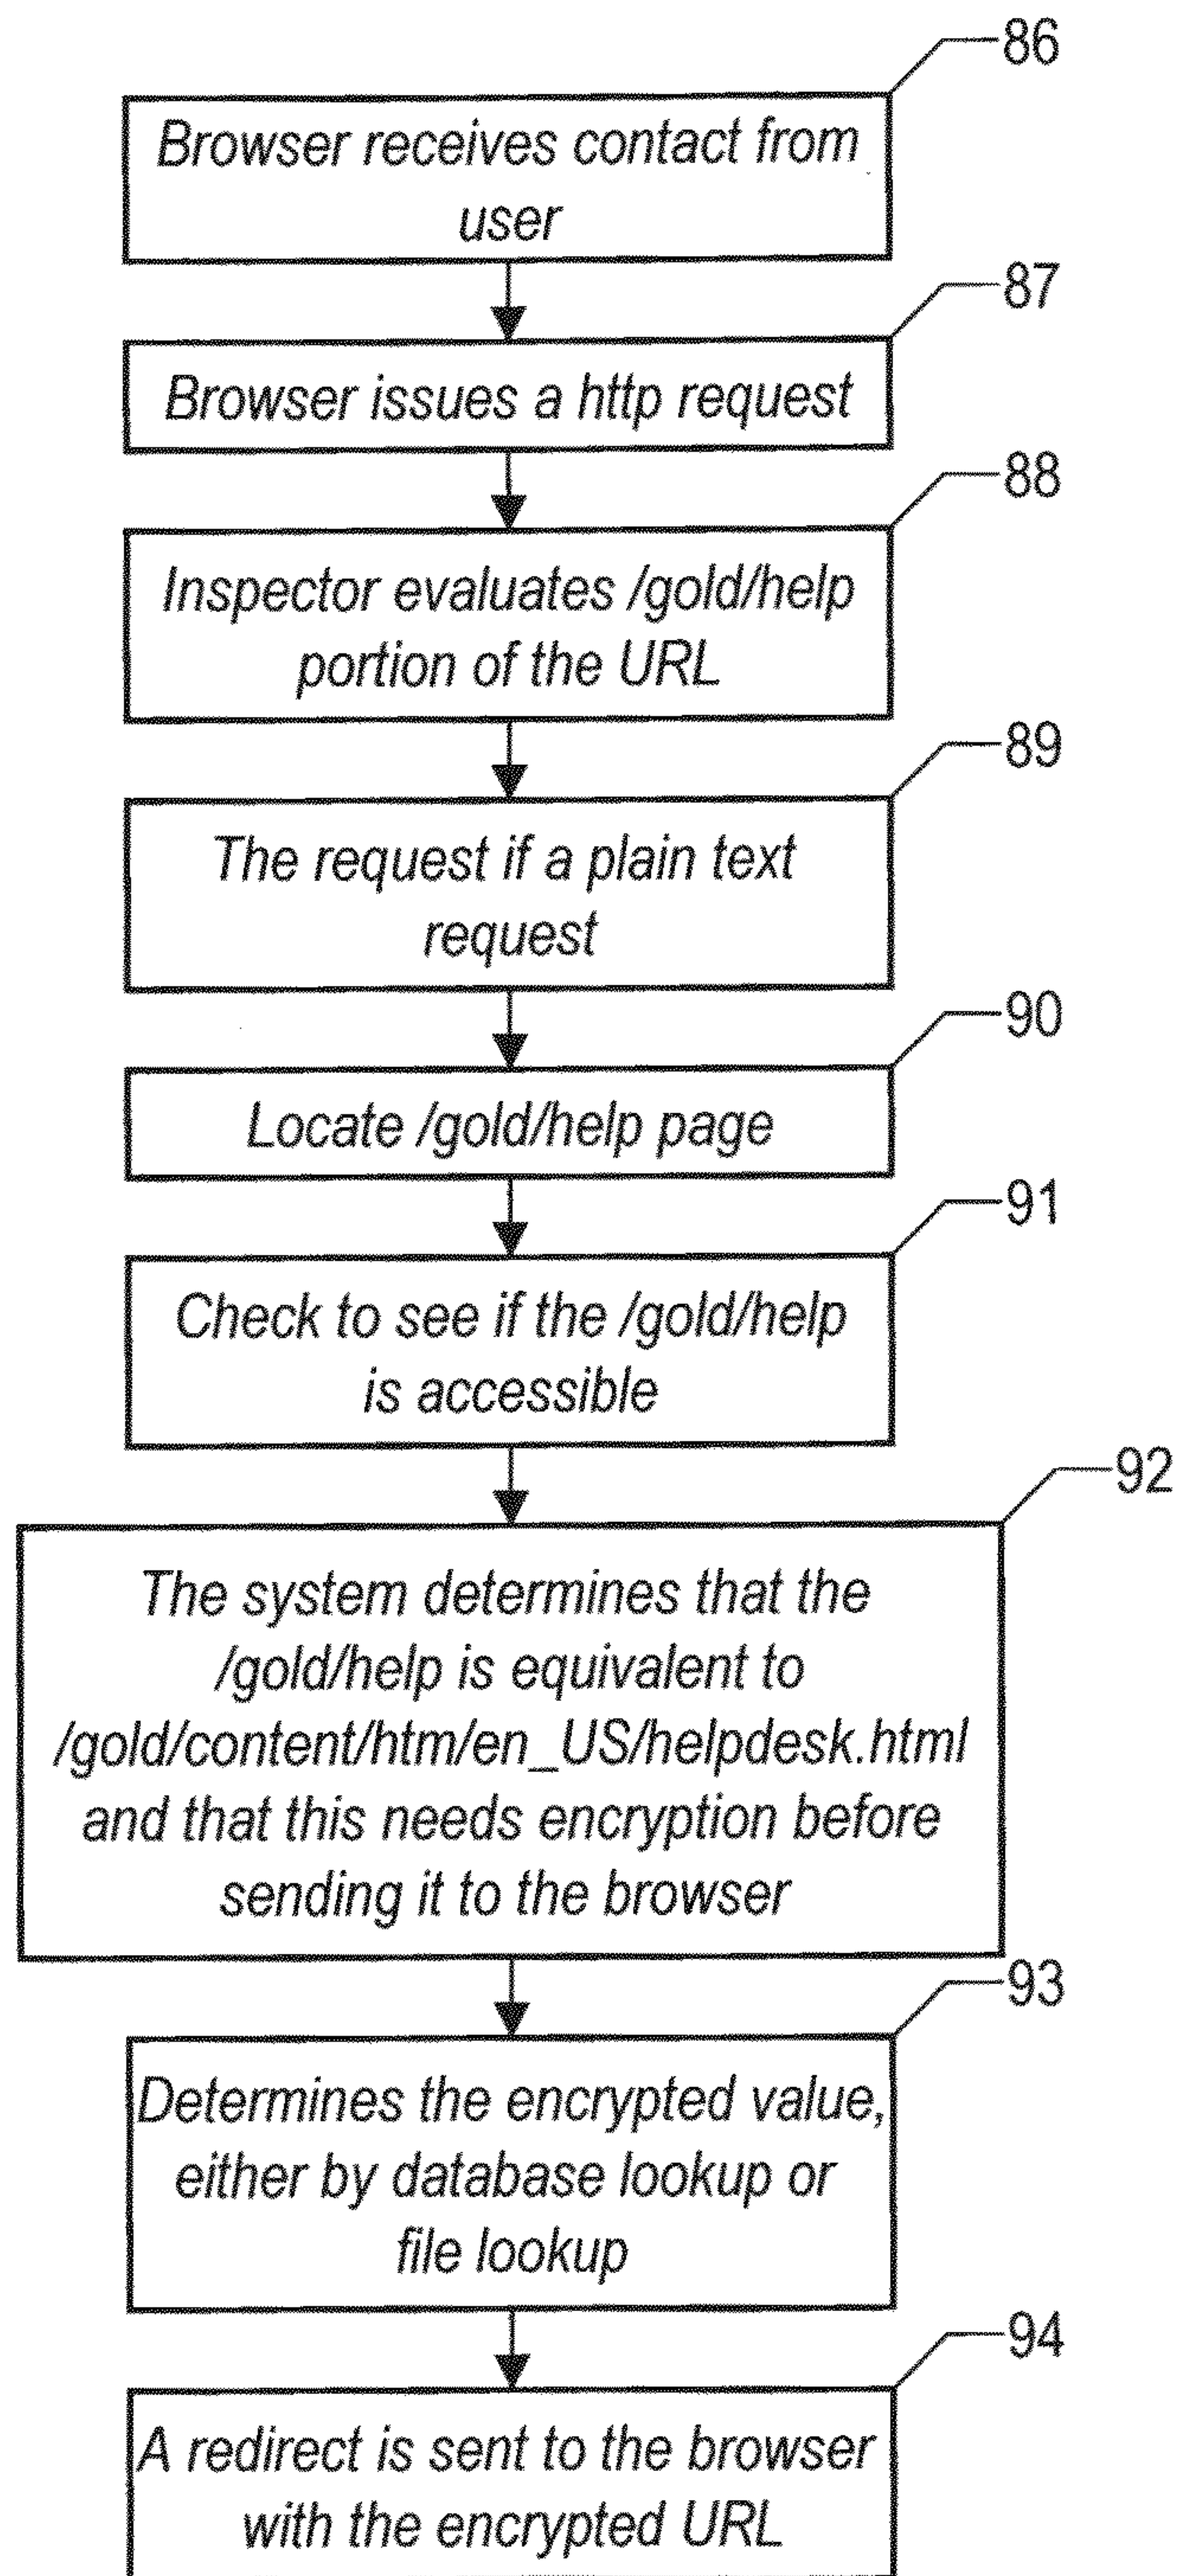 86
Browser receives contact from
user
87
Browser issues a http request
88
Inspector evaluates /gold/help
portion of the URL
89
The request if a plain text
request
90
Locate /gold/help page
91
Check to see if the /gold/help
is accessible
92
The system determines that the
/gold/help is equivalent to
/gold/content/htm/en_US/helpdesk.html
and that this needs encryption before
sending it to the browser
93
Determines the encrypted value,
either by database lookup or
file lookup
94
A redirect is sent to the browser
with the encrypted URL